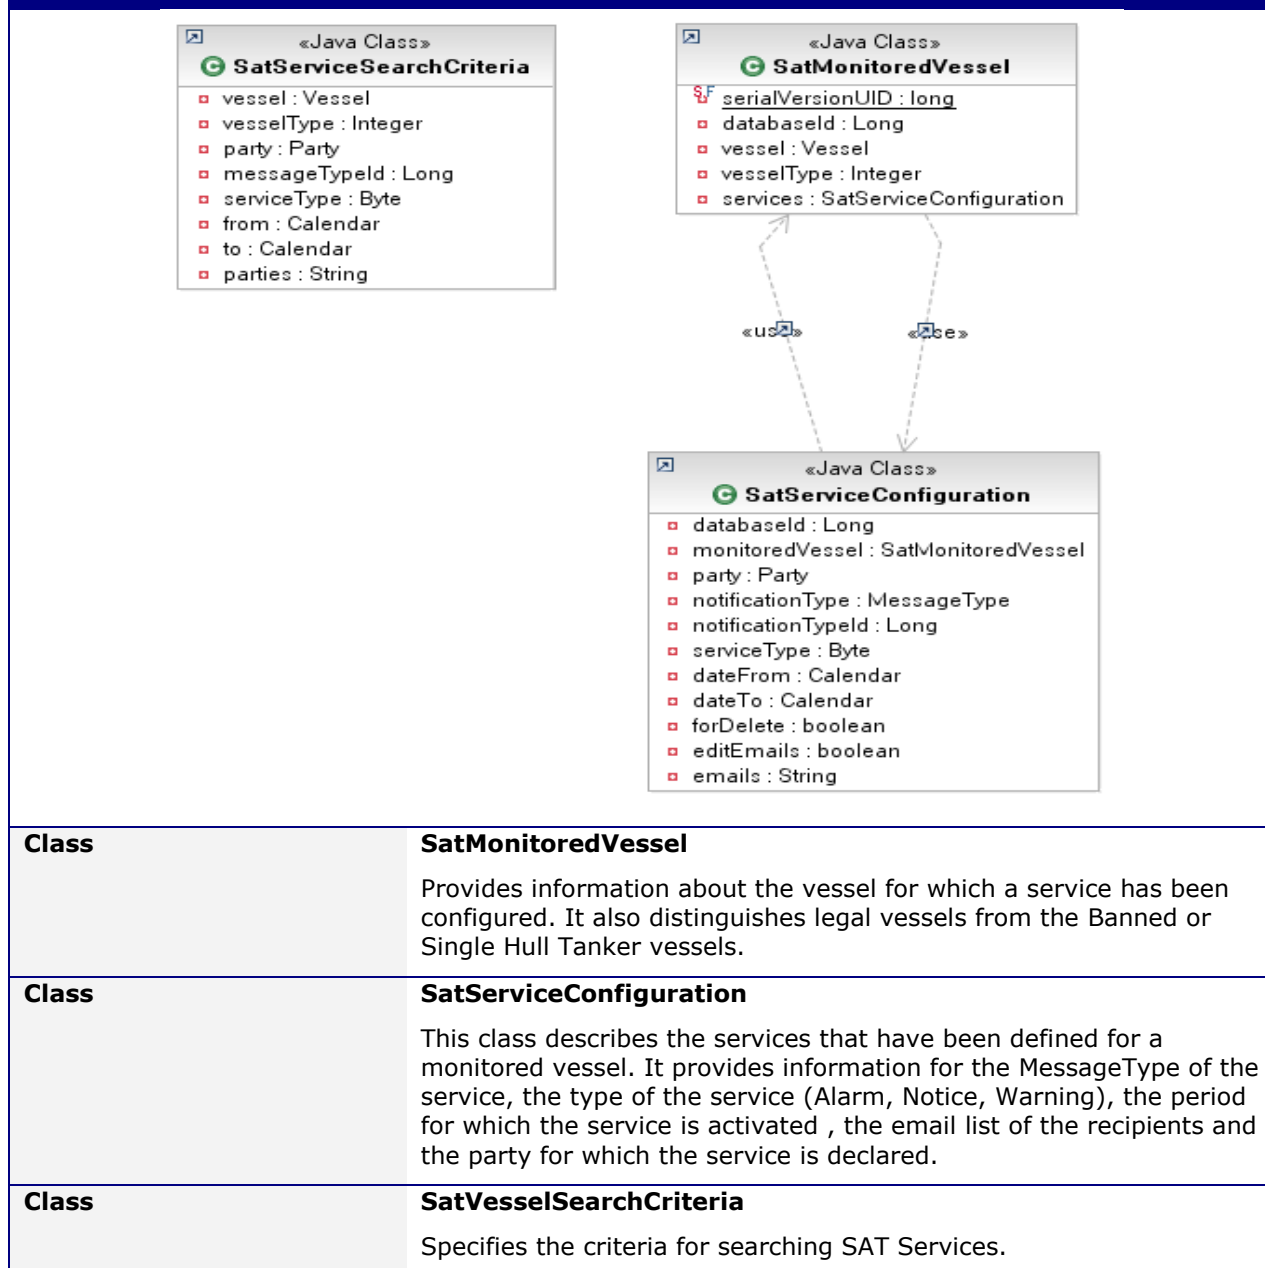 «Java Class»
SatServiceSearchCriteria
vessel : Vessel
vesselType : Integer
party : Party
messageTypeId : Long
serviceType : Byte
from : Calendar
to : Calendar
parties : String
«Java Class»
SatMonitoredVessel
serialVersionUID : long
databaseId : Long
vessel : Vessel
vesselType : Integer
services : SatServiceConfiguration
«Java Class»
SatServiceConfiguration
databaseId : Long
monitoredVessel : SatMonitoredVessel
party : Party
notificationType : MessageType
notificationTypeId : Long
serviceType : Byte
dateFrom : Calendar
dateTo : Calendar
forDelete : boolean
editEmails : boolean
emails : String
Class
SatMonitoredVessel
Provides information about the vessel for which a service has been
configured. It also distinguishes legal vessels from the Banned or
Single Hull Tanker vessels.
Class
SatServiceConfiguration
This class describes the services that have been defined for a
monitored vessel. It provides information for the MessageType of the
service, the type of the service (Alarm, Notice, Warning), the period
for which the service is activated , the email list of the recipients and
the party for which the service is declared.
Class
SatVesselSearchCriteria
Specifies the criteria for searching SAT Services.